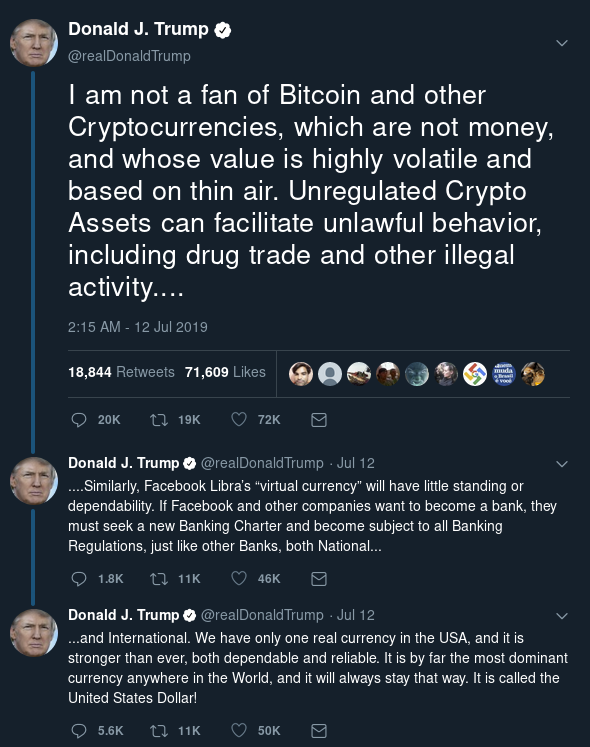 Donald J. Trump
@realDonaldTrump
I am not a fan of Bitcoin and other
Cryptocurrencies, which are not money,
and whose value is highly volatile and
based on thin air. Unregulated Crypto
Assets can facilitate unlawful behavior,
including drug trade and other illegal
activity....
2:15 AM - 12 Jul 2019
18,844 Retweets 71,609 Likes
20K 19K 72K
Donald J. Trump @realDonaldTrump · Jul 12
....Similarly, Facebook Libra’s “virtual currency” will have little standing or
dependability. If Facebook and other companies want to become a bank, they
must seek a new Banking Charter and become subject to all Banking
Regulations, just like other Banks, both National...
1.8K 11K 46K
Donald J. Trump @realDonaldTrump · Jul 12
...and International. We have only one real currency in the USA, and it is
stronger than ever, both dependable and reliable. It is by far the most dominant
currency anywhere in the World, and it will always stay that way. It is called the
United States Dollar!
5.6K 11K 50K